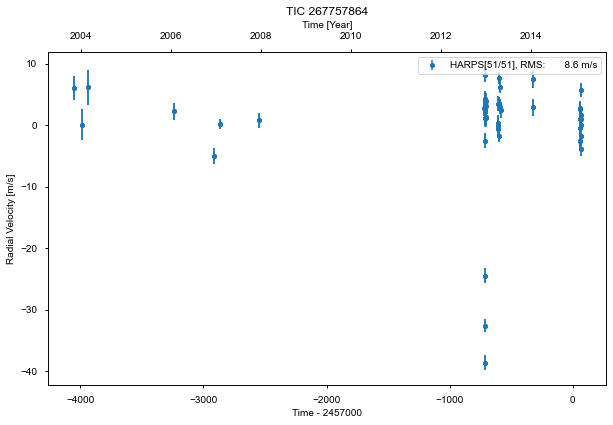 TIC 267757864
Time [Year]
2004 2006 2008 2010 2012 2014
HARPS[51/51], RMS: 8.6 m/s
10
0
−10
−20
−30
−40
Radial Velocity [m/s]
−4000 −3000 −2000 −1000 0
Time - 2457000